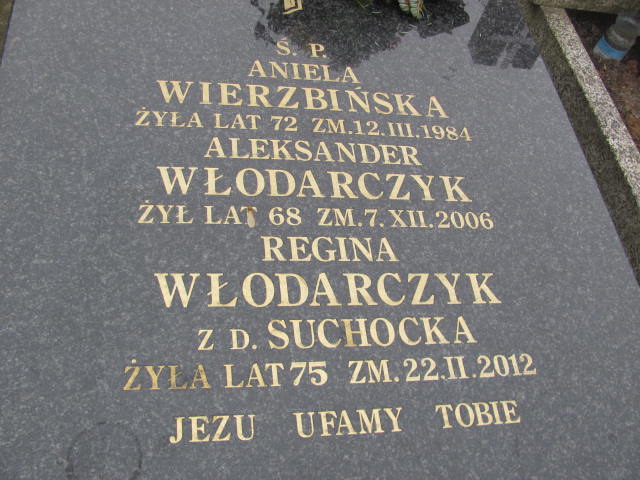 Ś. P.
ANIELA
WIERZBIŃSKA
ŻYŁA LAT 72 ZM.12.III.1984
ALEKSANDER
WŁODARCZYK
ŻYŁ LAT 68 ZM.7.XII.2006
REGINA
WŁODARCZYK
Z D. SUCHOCKA
ŻYŁA LAT 75 ZM.22.II.2012
JEZU UFAMY TOBIE